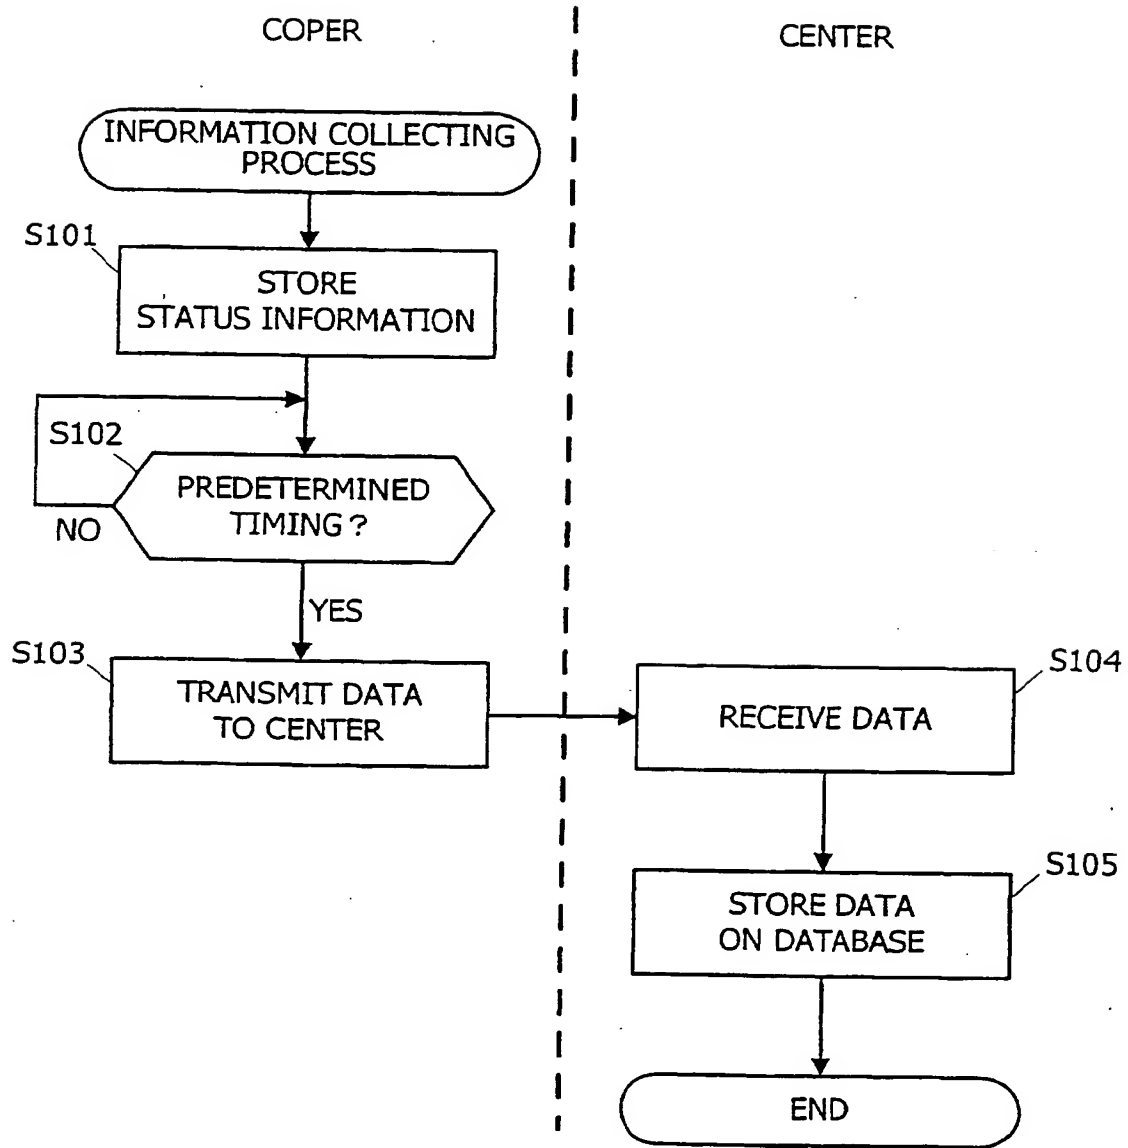 COPER
CENTER
INFORMATION COLLECTING
PROCESS
S101
STORE
STATUS INFORMATION
S102
PREDETERMINED
TIMING?
NO
YES
S103
TRANSMIT DATA
TO CENTER
S104
RECEIVE DATA
S105
STORE DATA
ON DATABASE
END